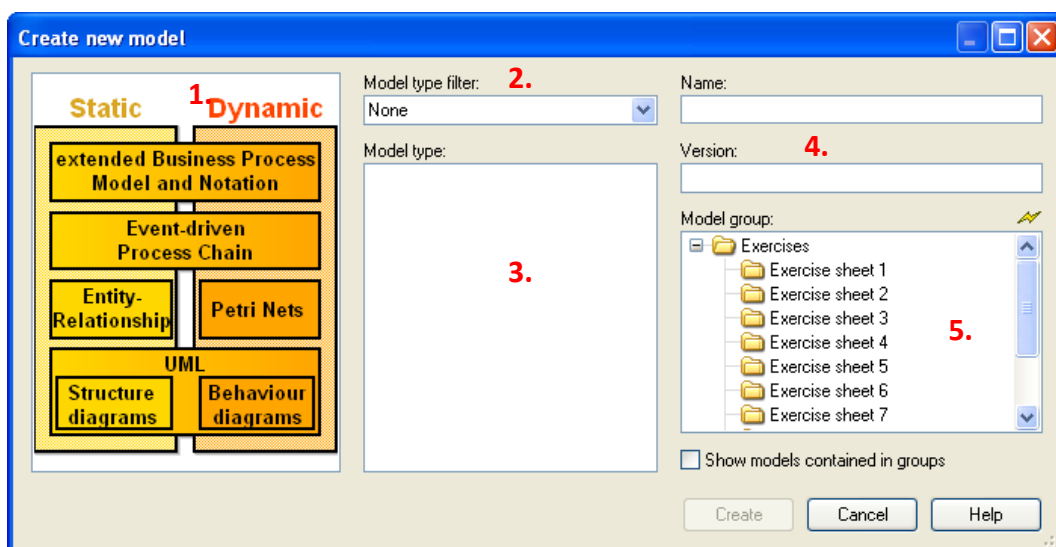 Create new model
1.
Static Dynamic
extended Business Process
Model and Notation
Event-driven
Process Chain
Entity-
Relationship
Petri Nets
UML
Structure
diagrams
Behaviour
diagrams
Model type filter: 2.
None
Model type:
3.
Name:
Version: 4.
Model group:
Exercises
Exercise sheet 1
Exercise sheet 2
Exercise sheet 3
Exercise sheet 4
Exercise sheet 5
Exercise sheet 6
Exercise sheet 7
5.
Show models contained in groups
Create Cancel Help